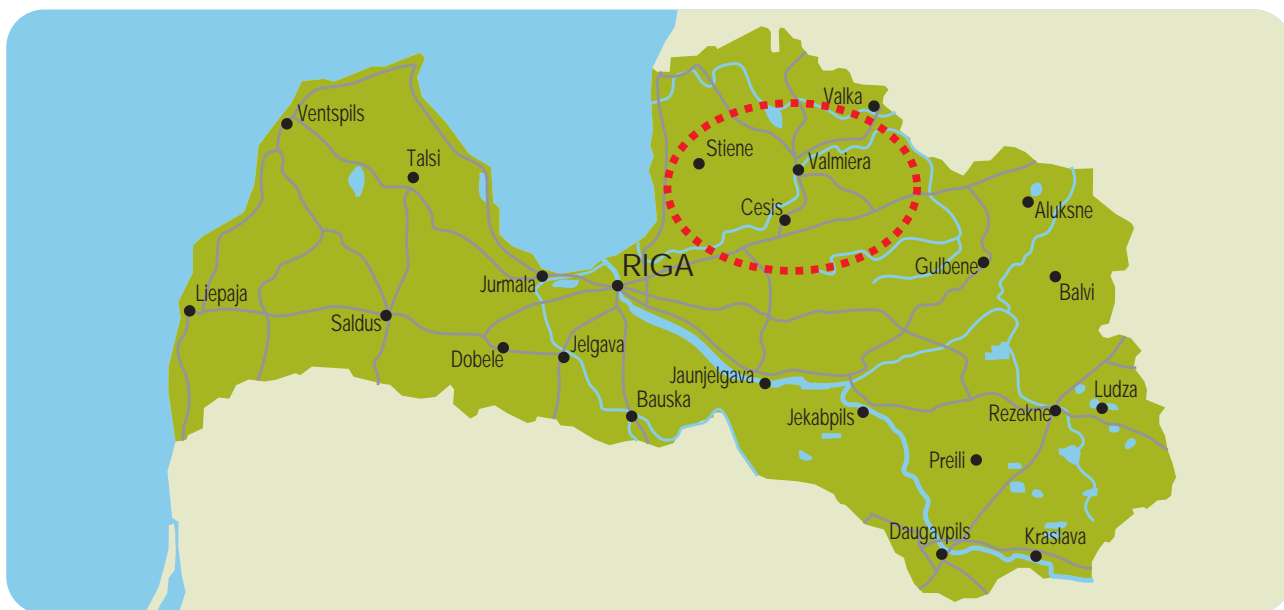 Valka
Ventspils
Stiene
Talsi
Valmiera
Cesis
Aluksne
RIGA
Gulbene
Jurmala
Balvi
Liepaja
Saldus
Jelgava
Dobele
Jaunjelgava
Ludza
Bauska
Jekabpils
Rezekne
Preili
Daugavpils
Kraslava